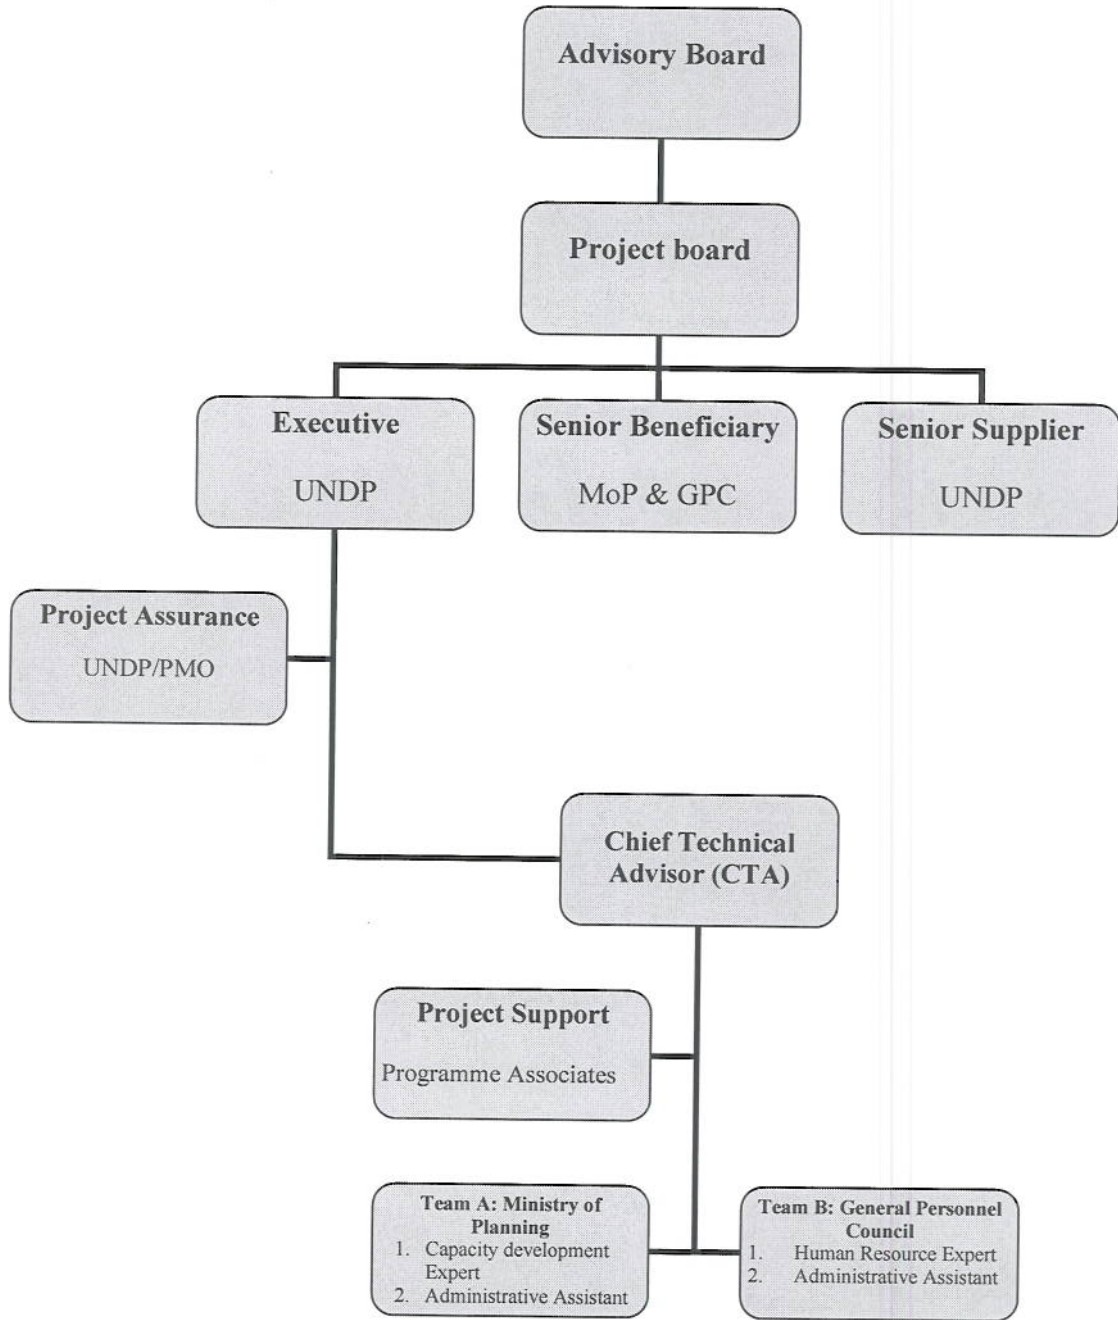 Advisory Board
Project board
Executive
UNDP
Senior Beneficiary
MoP & GPC
Senior Supplier
UNDP
Project Assurance
UNDP/PMO
Chief Technical
Advisor (CTA)
Project Support
Programme Associates
Team A: Ministry of
Planning
1. Capacity development
Expert
2. Administrative Assistant
Team B: General Personnel
Council
1. Human Resource Expert
2. Administrative Assistant